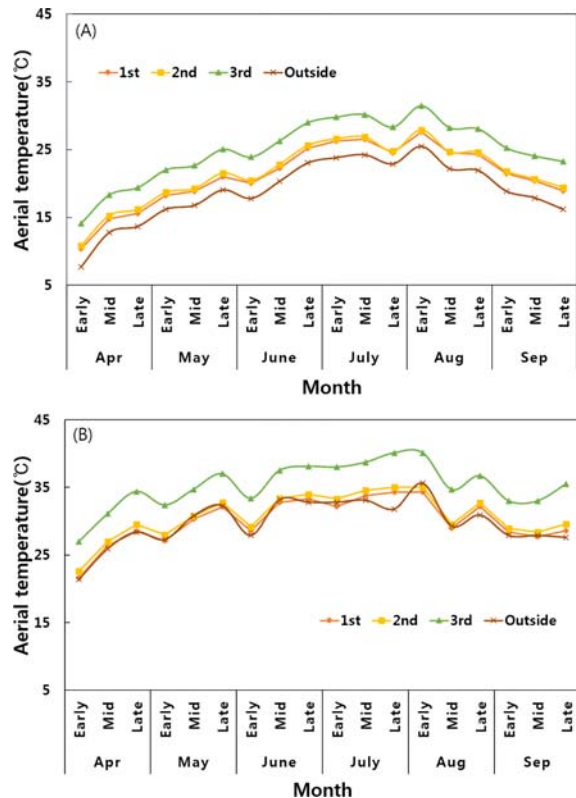 (A)
45
35
25
15
5
Aerial temperature(℃)
1st 2nd 3rd Outside
Early Mid Late Early Mid Late Early Mid Late Early Mid Late Early Mid Late Early Mid Late
Apr May June July Aug Sep
Month
(B)
45
35
25
15
5
Aerial temperature(℃)
1st 2nd 3rd Outside
Early Mid Late Early Mid Late Early Mid Late Early Mid Late Early Mid Late Early Mid Late
Apr May June July Aug Sep
Month